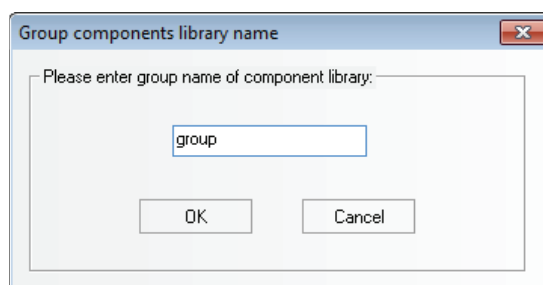 Group components library name
Please enter group name of component library:
group
OK Cancel